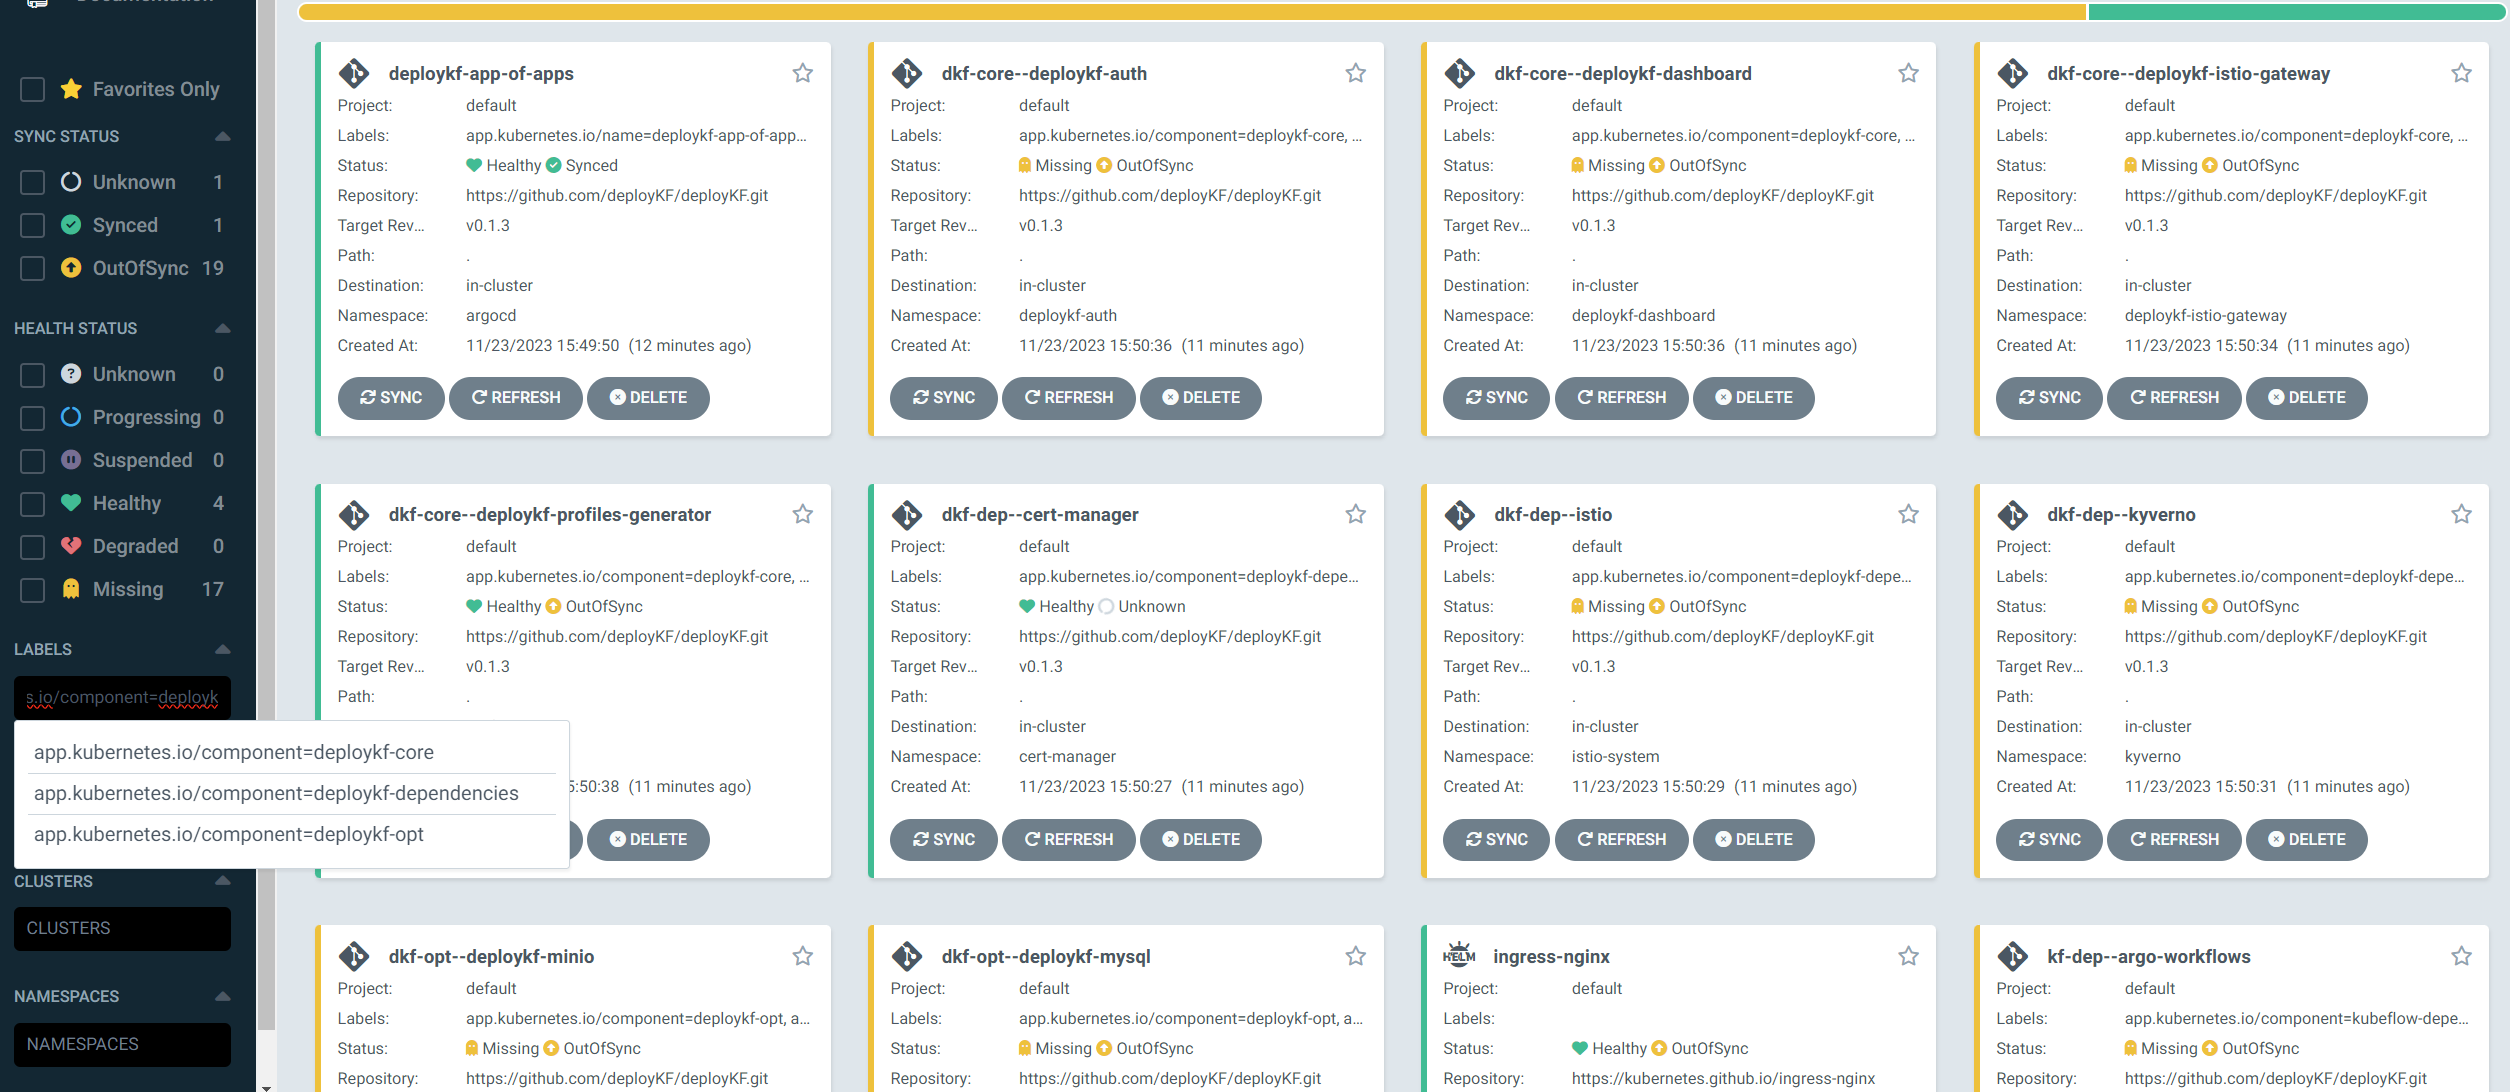 Documentation
Favorites Only
SYNC STATUS
Unknown 1
Synced 1
OutOfSync 19
HEALTH STATUS
Unknown 0
Progressing 0
Suspended 0
Healthy 4
Degraded 0
Missing 17
LABELS
s.io/component=deployk
app.kubernetes.io/component=deploykf-core
app.kubernetes.io/component=deploykf-dependencies
app.kubernetes.io/component=deploykf-opt
CLUSTERS
CLUSTERS
NAMESPACES
NAMESPACES
deploykf-app-of-apps
Project: default
Labels: app.kubernetes.io/name=deploykf-app-of-app...
Status: Healthy Synced
Repository: https://github.com/deployKF/deployKF.git
Target Rev... v0.1.3
Path: .
Destination: in-cluster
Namespace: argocd
Created At: 11/23/2023 15:49:50 (12 minutes ago)
SYNC REFRESH DELETE
dkf-core--deploykf-auth
Project: default
Labels: app.kubernetes.io/component=deploykf-core, ...
Status: Missing OutOfSync
Repository: https://github.com/deployKF/deployKF.git
Target Rev... v0.1.3
Path: .
Destination: in-cluster
Namespace: deploykf-auth
Created At: 11/23/2023 15:50:36 (11 minutes ago)
SYNC REFRESH DELETE
dkf-core--deploykf-dashboard
Project: default
Labels: app.kubernetes.io/component=deploykf-core, ...
Status: Missing OutOfSync
Repository: https://github.com/deployKF/deployKF.git
Target Rev... v0.1.3
Path: .
Destination: in-cluster
Namespace: deploykf-dashboard
Created At: 11/23/2023 15:50:36 (11 minutes ago)
SYNC REFRESH DELETE
dkf-core--deploykf-istio-gateway
Project: default
Labels: app.kubernetes.io/component=deploykf-core, ...
Status: Missing OutOfSync
Repository: https://github.com/deployKF/deployKF.git
Target Rev... v0.1.3
Path: .
Destination: in-cluster
Namespace: deploykf-istio-gateway
Created At: 11/23/2023 15:50:34 (11 minutes ago)
SYNC REFRESH DELETE
dkf-core--deploykf-profiles-generator
Project: default
Labels: app.kubernetes.io/component=deploykf-core, ...
Status: Healthy OutOfSync
Repository: https://github.com/deployKF/deployKF.git
Target Rev... v0.1.3
Path: .
5:50:38 (11 minutes ago)
DELETE
dkf-dep--cert-manager
Project: default
Labels: app.kubernetes.io/component=deploykf-depe...
Status: Healthy Unknown
Repository: https://github.com/deployKF/deployKF.git
Target Rev... v0.1.3
Path: .
Destination: in-cluster
Namespace: cert-manager
Created At: 11/23/2023 15:50:27 (11 minutes ago)
SYNC REFRESH DELETE
dkf-dep--istio
Project: default
Labels: app.kubernetes.io/component=deploykf-depe...
Status: Missing OutOfSync
Repository: https://github.com/deployKF/deployKF.git
Target Rev... v0.1.3
Path: .
Destination: in-cluster
Namespace: istio-system
Created At: 11/23/2023 15:50:29 (11 minutes ago)
SYNC REFRESH DELETE
dkf-dep--kyverno
Project: default
Labels: app.kubernetes.io/component=deploykf-depe...
Status: Missing OutOfSync
Repository: https://github.com/deployKF/deployKF.git
Target Rev... v0.1.3
Path: .
Destination: in-cluster
Namespace: kyverno
Created At: 11/23/2023 15:50:31 (11 minutes ago)
SYNC REFRESH DELETE
dkf-opt--deploykf-minio
Project: default
Labels: app.kubernetes.io/component=deploykf-opt, a...
Status: Missing OutOfSync
Repository: https://github.com/deployKF/deployKF.git
dkf-opt--deploykf-mysql
Project: default
Labels: app.kubernetes.io/component=deploykf-opt, a...
Status: Missing OutOfSync
Repository: https://github.com/deployKF/deployKF.git
HELM ingress-nginx
Project: default
Labels:
Status: Healthy OutOfSync
Repository: https://kubernetes.github.io/ingress-nginx
kf-dep--argo-workflows
Project: default
Labels: app.kubernetes.io/component=kubeflow-depe...
Status: Missing OutOfSync
Repository: https://github.com/deployKF/deployKF.git